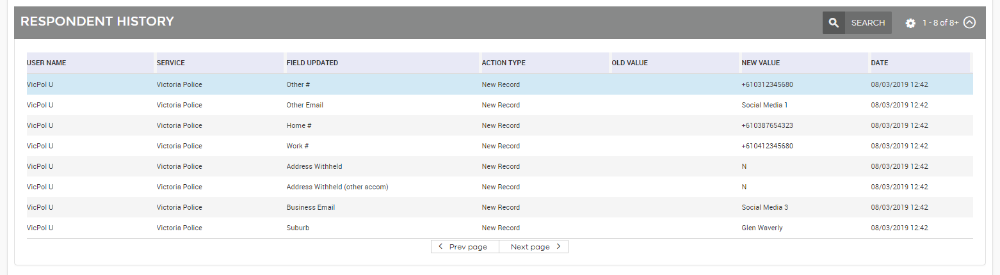 RESPONDENT HISTORY SEARCH 1 - 8 of 8+
USER NAME SERVICE FIELD UPDATED ACTION TYPE OLD VALUE NEW VALUE DATE
VicPol U Victoria Police Other # New Record +610312345680 08/03/2019 12:42
VicPol U Victoria Police Other Email New Record Social Media 1 08/03/2019 12:42
VicPol U Victoria Police Home # New Record +610387654323 08/03/2019 12:42
VicPol U Victoria Police Work # New Record +610412345680 08/03/2019 12:42
VicPol U Victoria Police Address Withheld New Record N 08/03/2019 12:42
VicPol U Victoria Police Address Withheld (other accom) New Record N 08/03/2019 12:42
VicPol U Victoria Police Business Email New Record Social Media 3 08/03/2019 12:42
VicPol U Victoria Police Suburb New Record Glen Waverly 08/03/2019 12:42
Prev page Next page